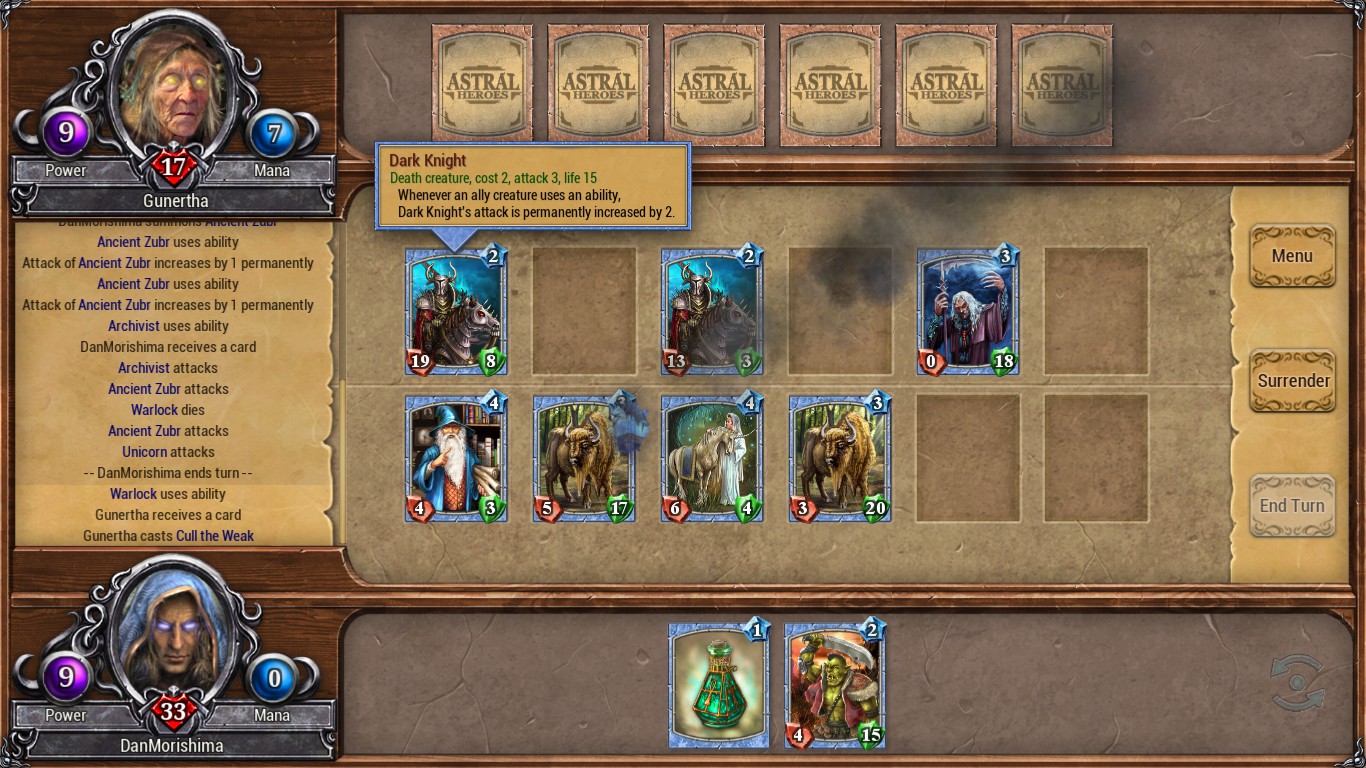 ASTRAL
HEROES
ASTRAL
HEROES
ASTRAL
HEROES
ASTRAL
HEROES
ASTRAL
HEROES
ASTRAL
HEROES
9
7
Power
17
Mana
Gunertha
Dark Knight
Death creature, cost 2, attack 3, life 15
Whenever an ally creature uses an ability,
Dark Knight's attack is permanently increased by 2.
DanMorishima summons Ancient Zubr
Ancient Zubr uses ability
Attack of Ancient Zubr increases by 1 permanently
Ancient Zubr uses ability
Attack of Ancient Zubr increases by 1 permanently
Archivist uses ability
DanMorishima receives a card
Archivist attacks
Ancient Zubr attacks
Warlock dies
Ancient Zubr attacks
Unicorn attacks
-- DanMorishima ends turn --
Warlock uses ability
Gunertha receives a card
Gunertha casts Cull the Weak
2
19
8
2
13
3
3
0
18
4
4
3
5
17
4
6
4
3
3
20
Menu
Surrender
End Turn
9
0
Power
33
Mana
DanMorishima
1
2
4
15